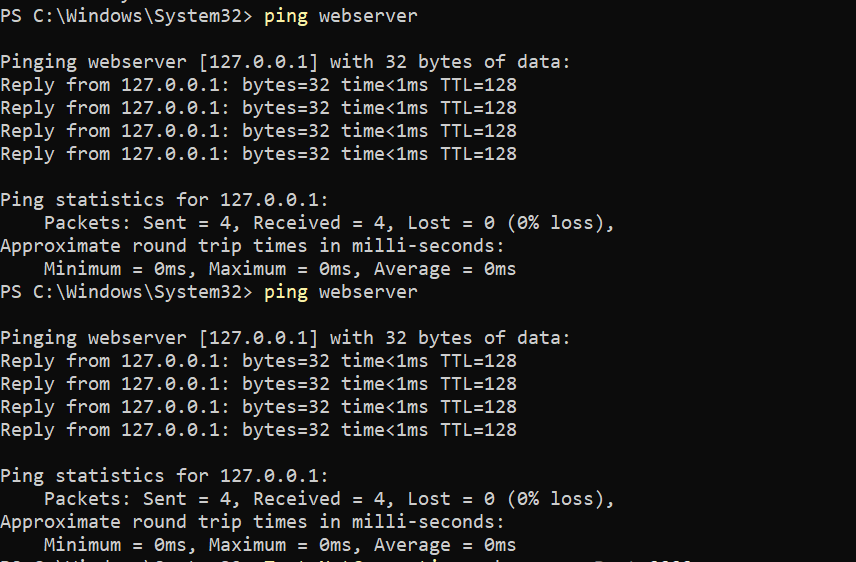 PS C:\Windows\System32> ping webserver
Pinging webserver [127.0.0.1] with 32 bytes of data:
Reply from 127.0.0.1: bytes=32 time<1ms TTL=128
Reply from 127.0.0.1: bytes=32 time<1ms TTL=128
Reply from 127.0.0.1: bytes=32 time<1ms TTL=128
Reply from 127.0.0.1: bytes=32 time<1ms TTL=128
Ping statistics for 127.0.0.1:
    Packets: Sent = 4, Received = 4, Lost = 0 (0% loss),
Approximate round trip times in milli-seconds:
    Minimum = 0ms, Maximum = 0ms, Average = 0ms
PS C:\Windows\System32> ping webserver
Pinging webserver [127.0.0.1] with 32 bytes of data:
Reply from 127.0.0.1: bytes=32 time<1ms TTL=128
Reply from 127.0.0.1: bytes=32 time<1ms TTL=128
Reply from 127.0.0.1: bytes=32 time<1ms TTL=128
Reply from 127.0.0.1: bytes=32 time<1ms TTL=128
Ping statistics for 127.0.0.1:
    Packets: Sent = 4, Received = 4, Lost = 0 (0% loss),
Approximate round trip times in milli-seconds:
    Minimum = 0ms, Maximum = 0ms, Average = 0ms